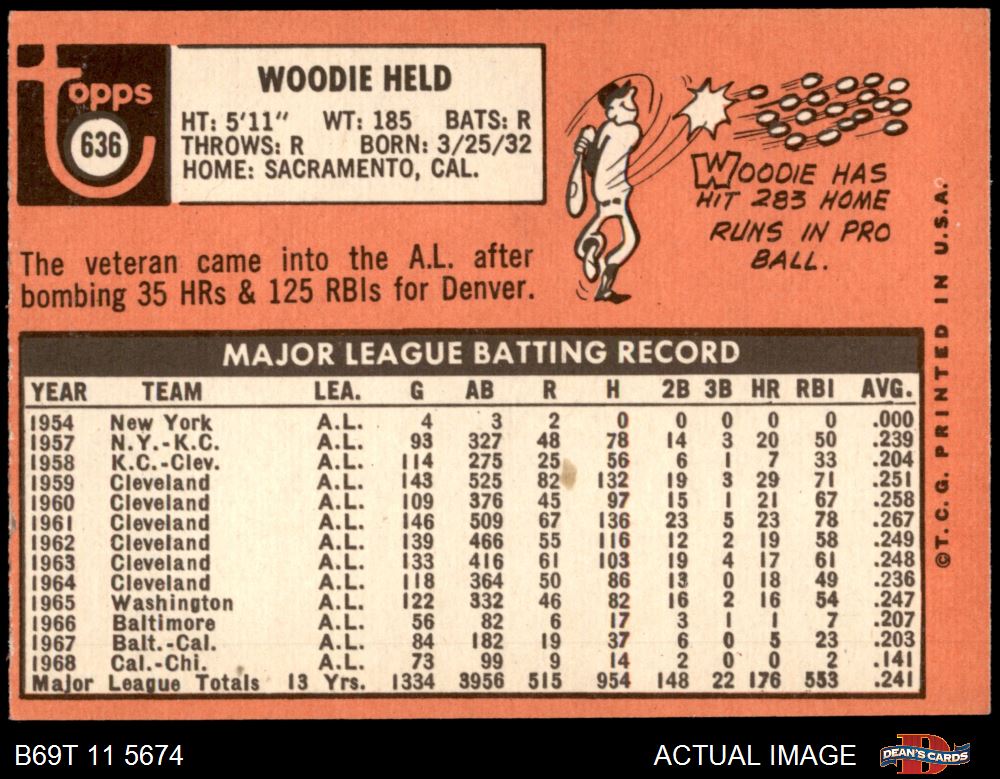 topps
636
WOODIE HELD
HT: 5'11" WT: 185 BATS: R
THROWS: R BORN: 3/25/32
HOME: SACRAMENTO, CAL.
The veteran came into the A.L. after
bombing 35 HRs & 125 RBIs for Denver.
WOODIE HAS
HIT 283 HOME
RUNS IN PRO
BALL.
MAJOR LEAGUE BATTING RECORD
YEAR TEAM LEA. G AB R H 2B 3B HR RBI AVG.
1954 New York A.L. 4 3 2 0 0 0 0 0 .000
1957 N.Y.-K.C. A.L. 93 327 48 78 14 3 20 50 .239
1958 K.C.-Clev. A.L. 114 275 25 56 6 1 7 33 .204
1959 Cleveland A.L. 143 525 82 132 19 3 29 71 .251
1960 Cleveland A.L. 109 376 45 97 15 1 21 67 .258
1961 Cleveland A.L. 146 509 67 136 23 5 23 78 .267
1962 Cleveland A.L. 139 466 55 116 12 2 19 58 .249
1963 Cleveland A.L. 133 416 61 103 19 4 17 61 .248
1964 Cleveland A.L. 118 364 50 86 13 0 18 49 .236
1965 Washington A.L. 122 332 46 82 16 2 16 54 .247
1966 Baltimore A.L. 56 82 6 17 3 1 1 7 .207
1967 Balt.-Cal. A.L. 84 182 19 37 6 0 5 23 .203
1968 Cal.-Chi. A.L. 73 99 9 14 2 0 0 2 .141
Major League Totals 13 Yrs. 1334 3956 515 954 148 22 176 553 .241
©T.C.G. PRINTED IN U.S.A.
B69T 11 5674
ACTUAL IMAGE
DEAN'S CARDS